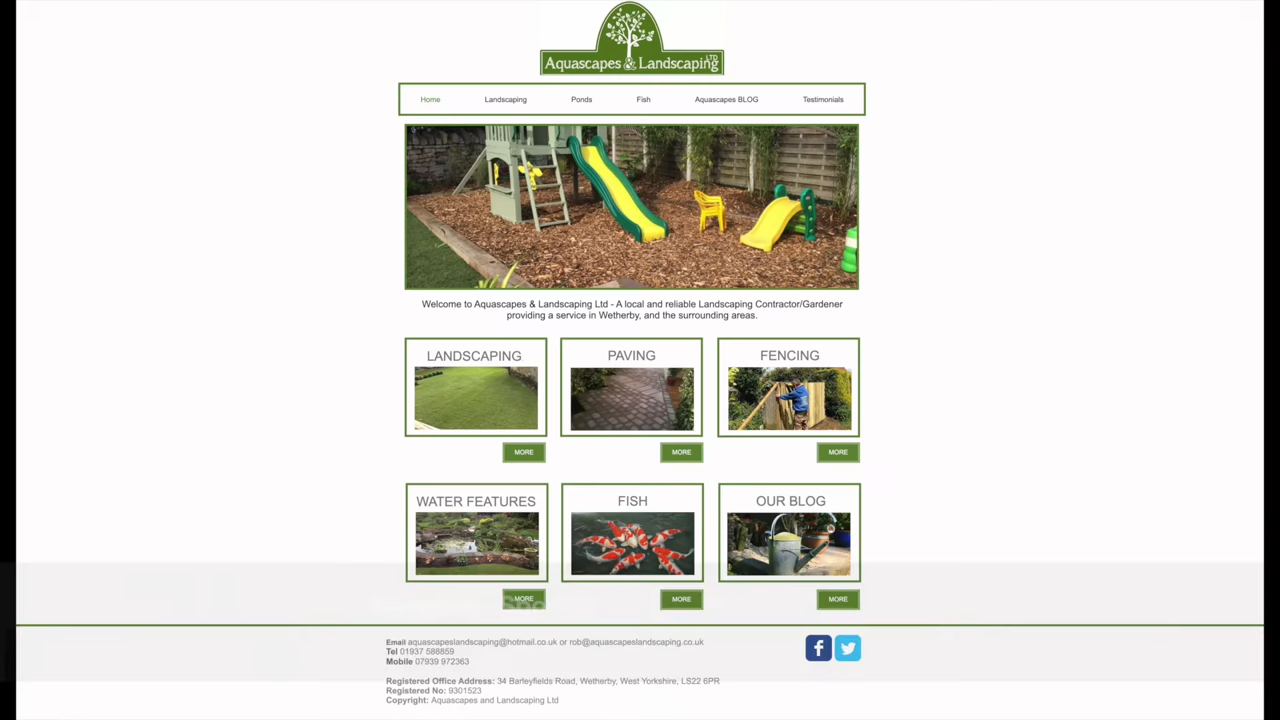 Aquascapes & Landscaping LTD
Home Landscaping Ponds Fish Aquascapes BLOG Testimonials
Welcome to Aquascapes & Landscaping Ltd - A local and reliable Landscaping Contractor/Gardener
providing a service in Wetherby, and the surrounding areas.
LANDSCAPING PAVING FENCING
MORE MORE MORE
WATER FEATURES FISH OUR BLOG
MORE MORE MORE
Email aquascapeslandscaping@hotmail.co.uk or rob@aquascapeslandscaping.co.uk
Tel 01937 588859
Mobile 07939 972363
Registered Office Address: 34 Barleyfields Road, Wetherby, West Yorkshire, LS22 6PR
Registered No: 9301523
Copyright: Aquascapes and Landscaping Ltd